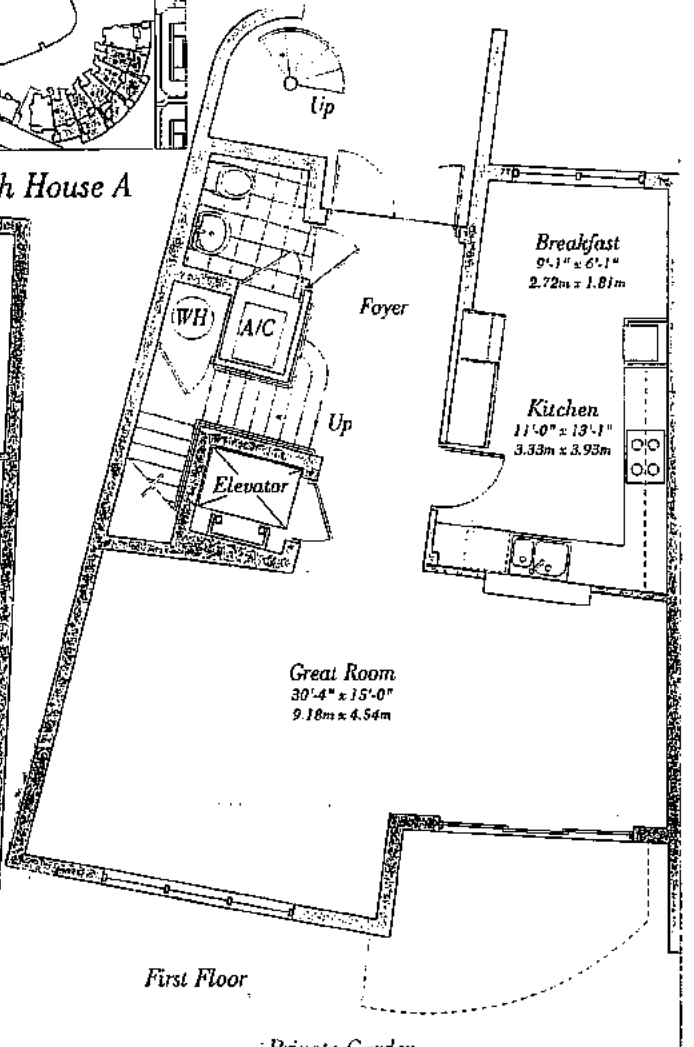 Up
h House A
Breakfast
9'-1" x 6'-1"
2.72m x 1.81m
WH
A/C
Foyer
Kitchen
11'-0" x 13'-1"
3.33m x 3.93m
Up
Elevator
Great Room
30'-4" x 15'-0"
9.18m x 4.54m
First Floor
Private Garden